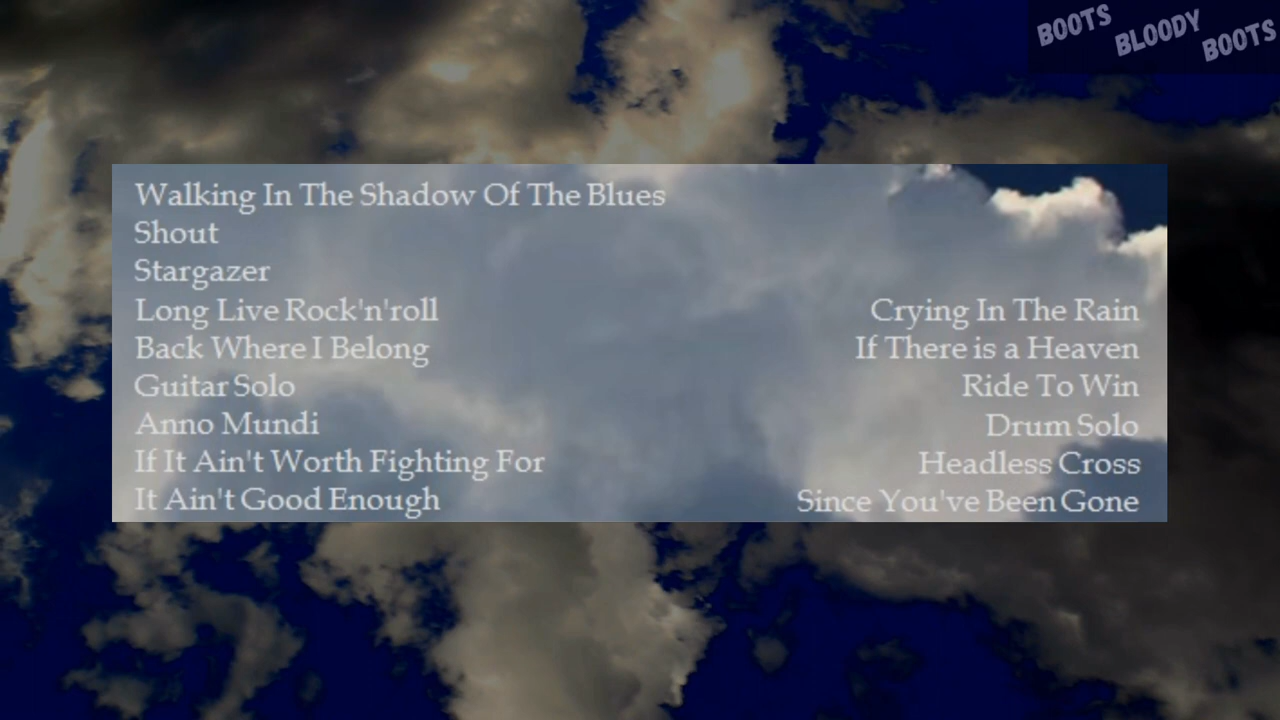 BOOTS BLOODY BOOTS
Walking In The Shadow Of The Blues
Shout
Stargazer
Long Live Rock'n'roll
Back Where I Belong
Guitar Solo
Anno Mundi
If It Ain't Worth Fighting For
It Ain't Good Enough
Crying In The Rain
If There is a Heaven
Ride To Win
Drum Solo
Headless Cross
Since You've Been Gone